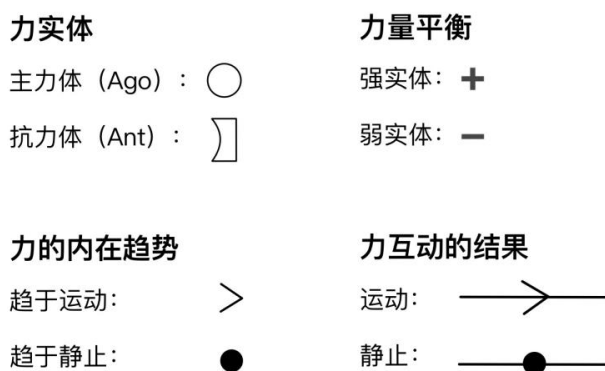 力实体
主力体（Ago）：
抗力体（Ant）：
力量平衡
强实体：
弱实体：
力的内在趋势
趋于运动：
趋于静止：
力互动的结果
运动：
静止：